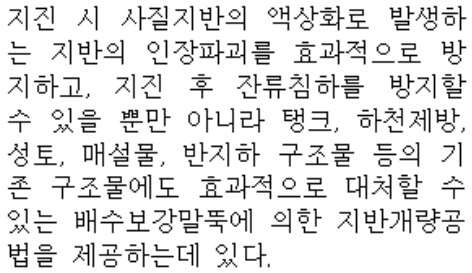 지진 시 사질지반의 액상화로 발생하
는 지반의 인장파괴를 효과적으로 방
지하고, 지진 후 잔류침하를 방지할
수 있을 뿐만 아니라 탱크, 하천제방,
성토, 매설물, 반지하 구조물 등의 기
존 구조물에도 효과적으로 대처할 수
있는 배수보강말뚝에 의한 지반개량공
법을 제공하는데 있다.